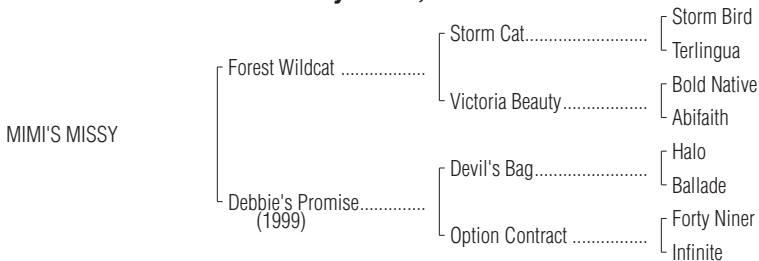 Storm Bird
Storm Cat..............................
Terlingua
Forest Wildcat ..................
Bold Native
Victoria Beauty.....................
Abifaith
MIMI'S MISSY
Halo
Devil's Bag............................
Ballade
Debbie's Promise..............
(1999)
Forty Niner
Option Contract ...................
Infinite